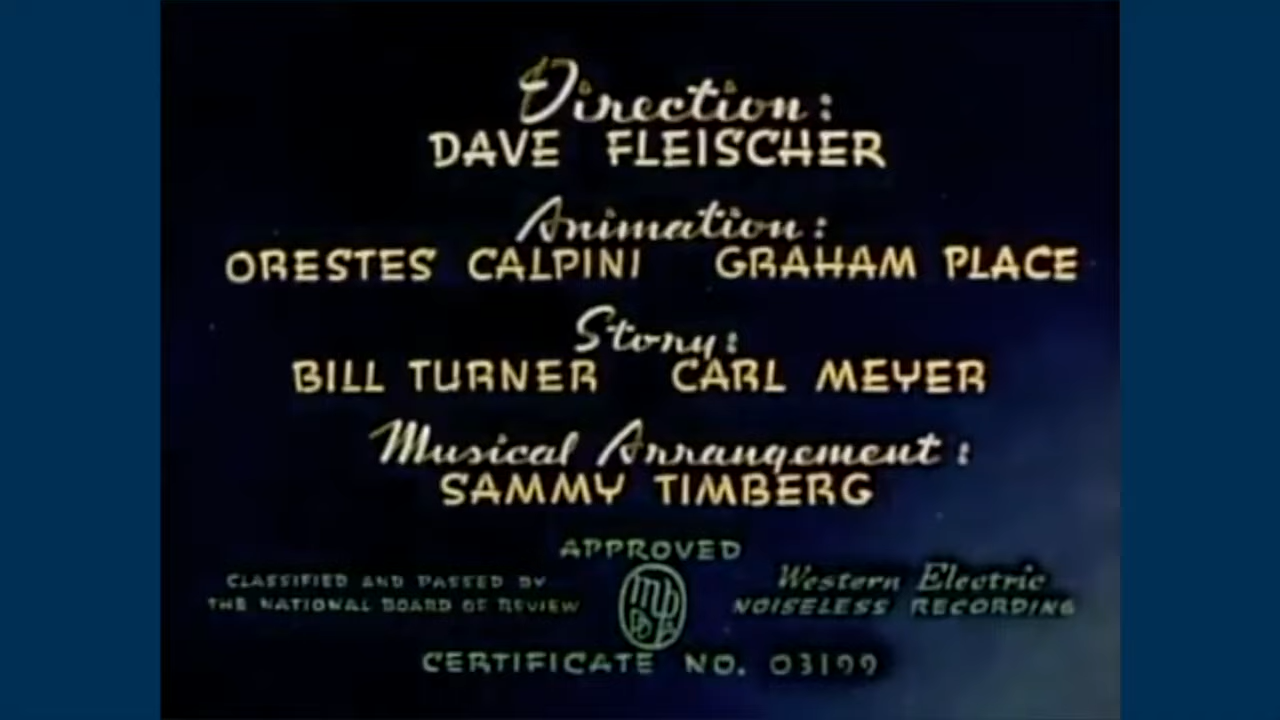 Direction:
DAVE FLEISCHER
Animation:
ORESTES CALPINI GRAHAM PLACE
Story:
BILL TURNER CARL MEYER
Musical Arrangement:
SAMMY TIMBERG
APPROVED
CLASSIFIED AND PASSED BY
THE NATIONAL BOARD OF REVIEW
Western Electric
NOISELESS RECORDING
CERTIFICATE NO. 03199